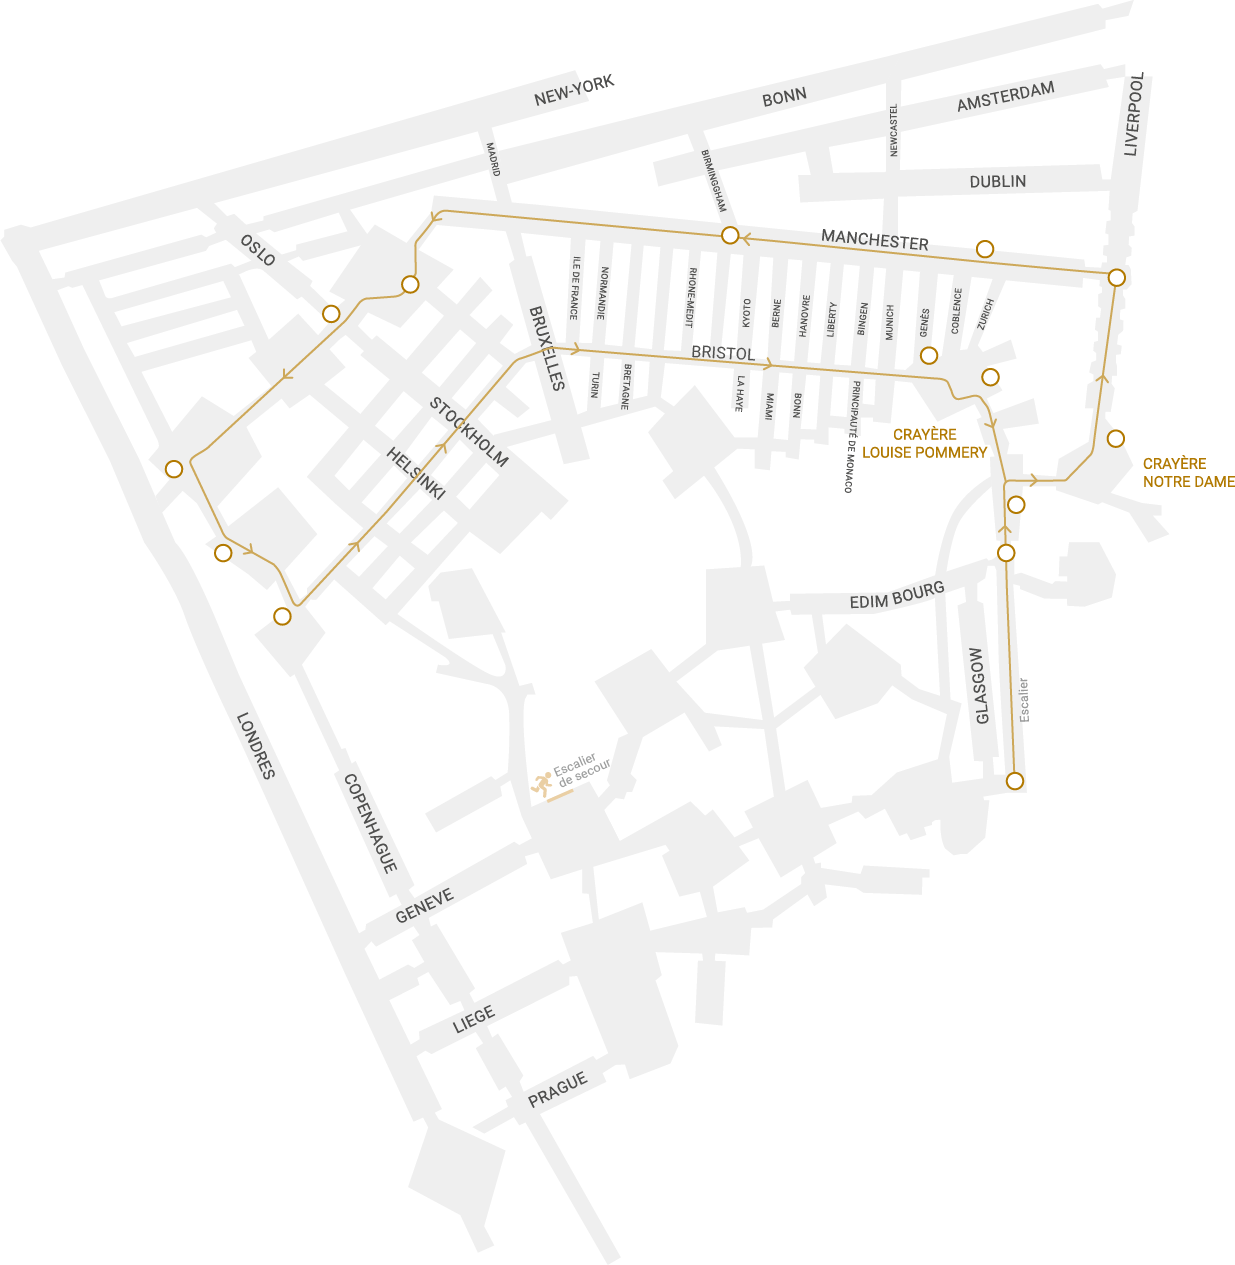 NEW-YORK
BONN
AMSTERDAM
LIVERPOOL
MADRID
BIRMINGGHAM
NEWCASTEL
DUBLIN
OSLO
MANCHESTER
ILE DE FRANCE
NORMANDIE
RHONE-MEDIT
KYOTO
BERNE
HANOVRE
LIBERTY
BINGEN
MUNICH
GENÈS
COBLENCE
ZURICH
BRUXELLES
BRISTOL
TURIN
BRETAGNE
LA HAYE
MIAMI
BONN
PRINCIPAUTÉ DE MONACO
STOCKHOLM
HELSINKI
CRAYÈRE
LOUISE POMMERY
CRAYÈRE
NOTRE DAME
EDIM BOURG
GLASGOW
Escalier
LONDRES
Escalier
de secour
COPENHAGUE
GENEVE
LIEGE
PRAGUE